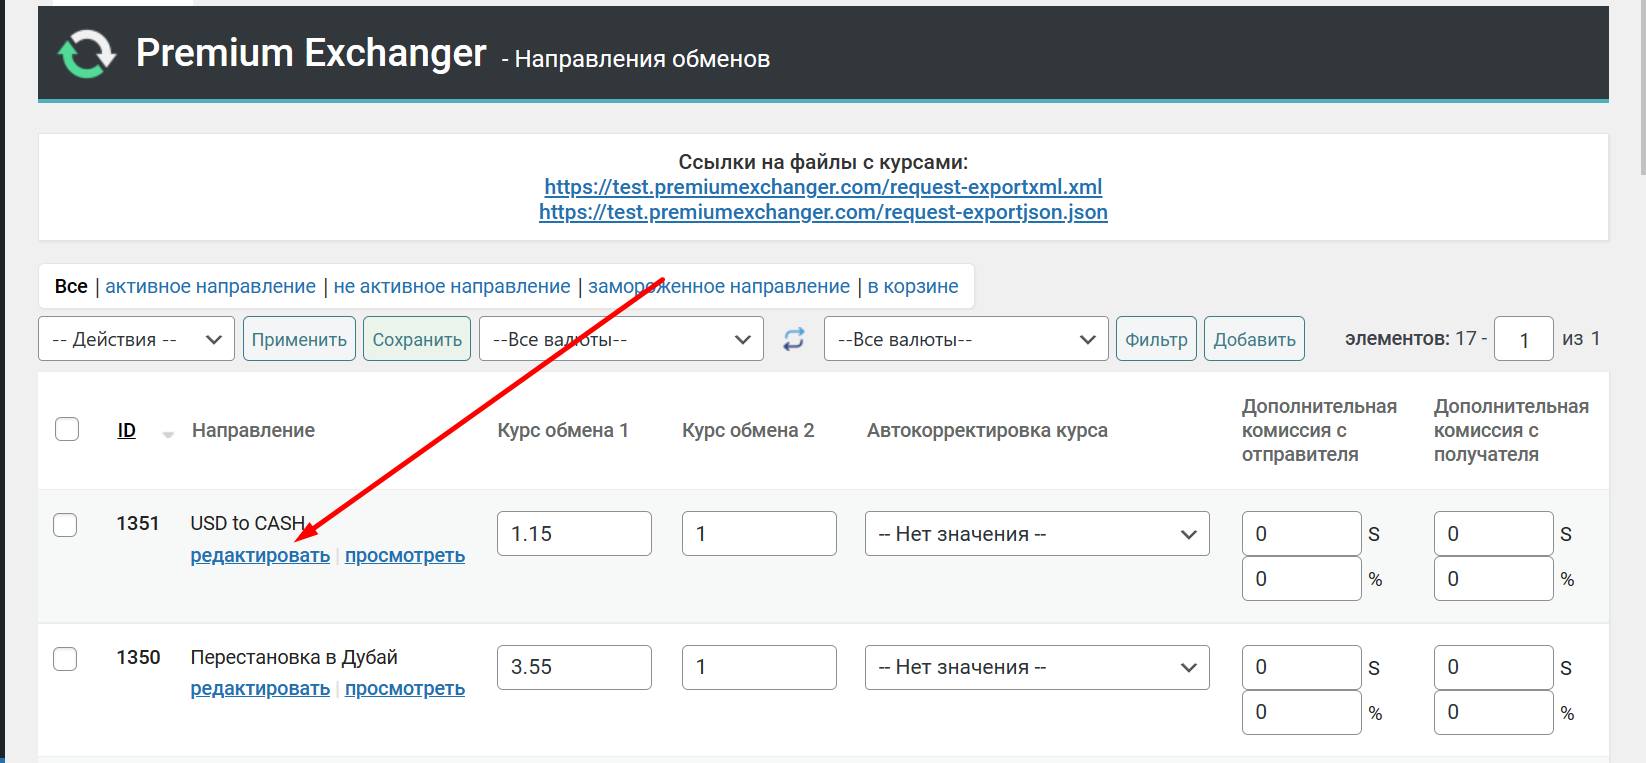 Premium Exchanger - Направления обменов
Ссылки на файлы с курсами:
https://test.premiumexchanger.com/request-exportxml.xml
https://test.premiumexchanger.com/request-exportjson.json
Все | активное направление | не активное направление | замороженное направление | в корзине
-- Действия -- Применить Сохранить --Все валюты-- --Все валюты-- Фильтр Добавить элементов: 17 - 1 из 1
ID Направление Курс обмена 1 Курс обмена 2 Автокорректировка курса
Дополнительная комиссия с отправителя
Дополнительная комиссия с получателя
1351 USD to CASH 1.15 1 -- Нет значения -- 0 S 0 S
редактировать | просмотреть 0 % 0 %
1350 Перестановка в Дубай 3.55 1 -- Нет значения -- 0 S 0 S
редактировать | просмотреть 0 % 0 %